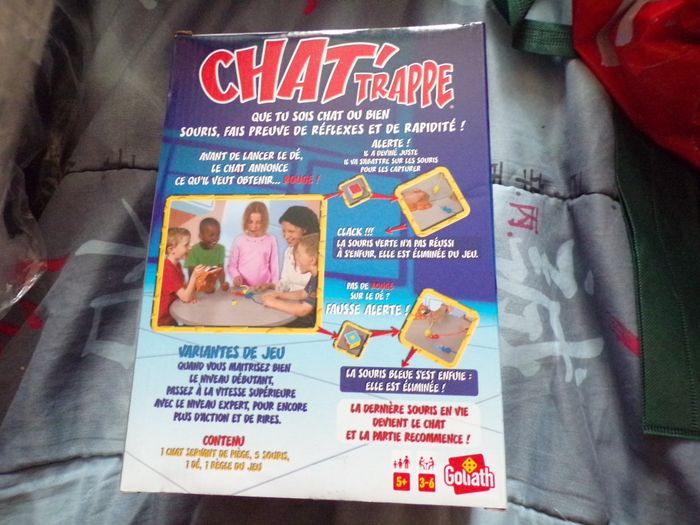 CHAT'TRAPPE
QUE TU SOIS CHAT OU BIEN
SOURIS, FAIS PREUVE DE RÉFLEXES ET DE RAPIDITÉ !
AVANT DE LANCER LE DÉ,
LE CHAT ANNONCE
CE QU'IL VEUT OBTENIR... ROUGE !
ALERTE !
IL A DEVINÉ JUSTE
IL VA S'ABATTRE SUR LES SOURIS
POUR LES CAPTURER
CLACK !!!
LA SOURIS VERTE N'A PAS RÉUSSI
À S'ENFUIR, ELLE EST ÉLIMINÉE DU JEU.
PAS DE ROUGE
SUR LE DÉ ?
FAUSSE ALERTE !
LA SOURIS BLEUE S'EST ENFUIE :
ELLE EST ÉLIMINÉE !
VARIANTES DE JEU
QUAND VOUS MAITRISEZ BIEN
LE NIVEAU DÉBUTANT,
PASSEZ À LA VITESSE SUPÉRIEURE
AVEC LE NIVEAU EXPERT, POUR ENCORE
PLUS D'ACTION ET DE RIRES.
LA DERNIÈRE SOURIS EN VIE
DEVIENT LE CHAT
ET LA PARTIE RECOMMENCE !
CONTENU
1 CHAT SERVANT DE PIÈGE, 5 SOURIS,
1 DÉ, 1 RÈGLE DU JEU
5+
3-6
Goliath